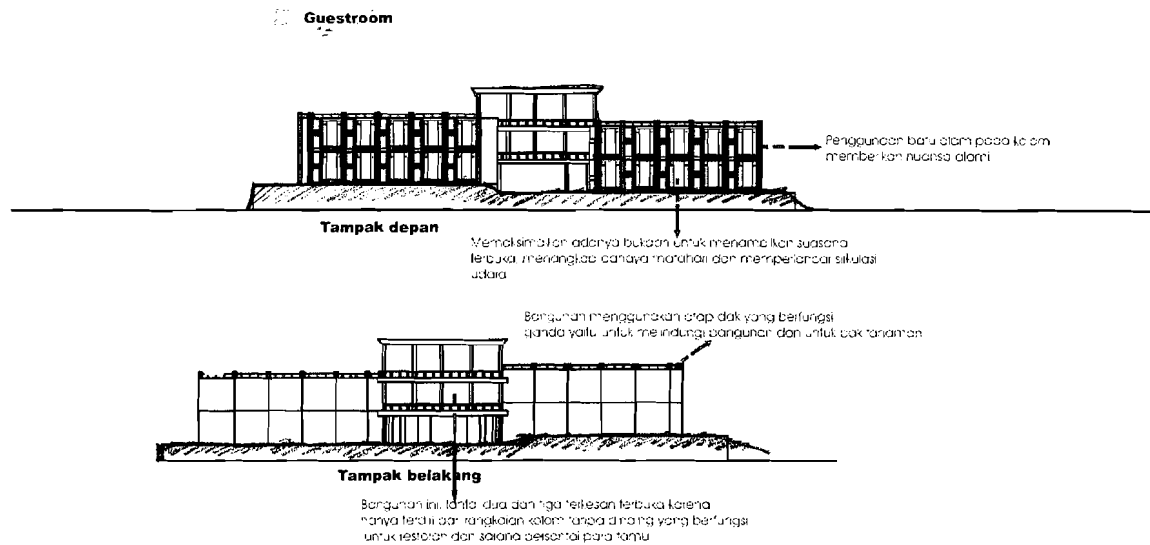 Guestroom
Penggunaan batu alam pada kolom
memberikan nuansa alami
Tampak depan
Memaksimalkan adanya bukaan untuk menampilkan suasana
terbuka, menangkap cahaya matahari dan memperlancar sirkulasi
udara
Bangunan menggunakan atap dak yang berfungsi
ganda yaitu untuk melindungi bangunan dan untuk bak tanaman
Tampak belakang
Bangunan ini, lantai dua dan tiga terkesan terbuka karena
hanya terdiri dari rangkaian kolom tanpa dinding yang berfungsi
untuk restoran dan sarana bersantai para tamu